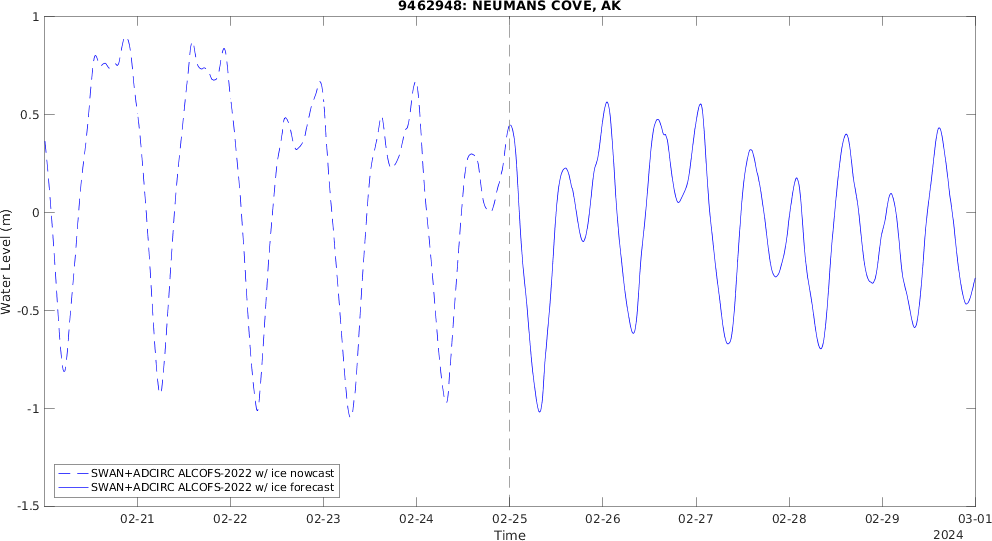 9462948: NEUMANS COVE, AK
1
0.5
0
-0.5
-1
-1.5
Water Level (m)
SWAN+ADCIRC ALCOFS-2022 w/ ice nowcast
SWAN+ADCIRC ALCOFS-2022 w/ ice forecast
02-21 02-22 02-23 02-24 02-25 02-26 02-27 02-28 02-29 03-01
Time
2024